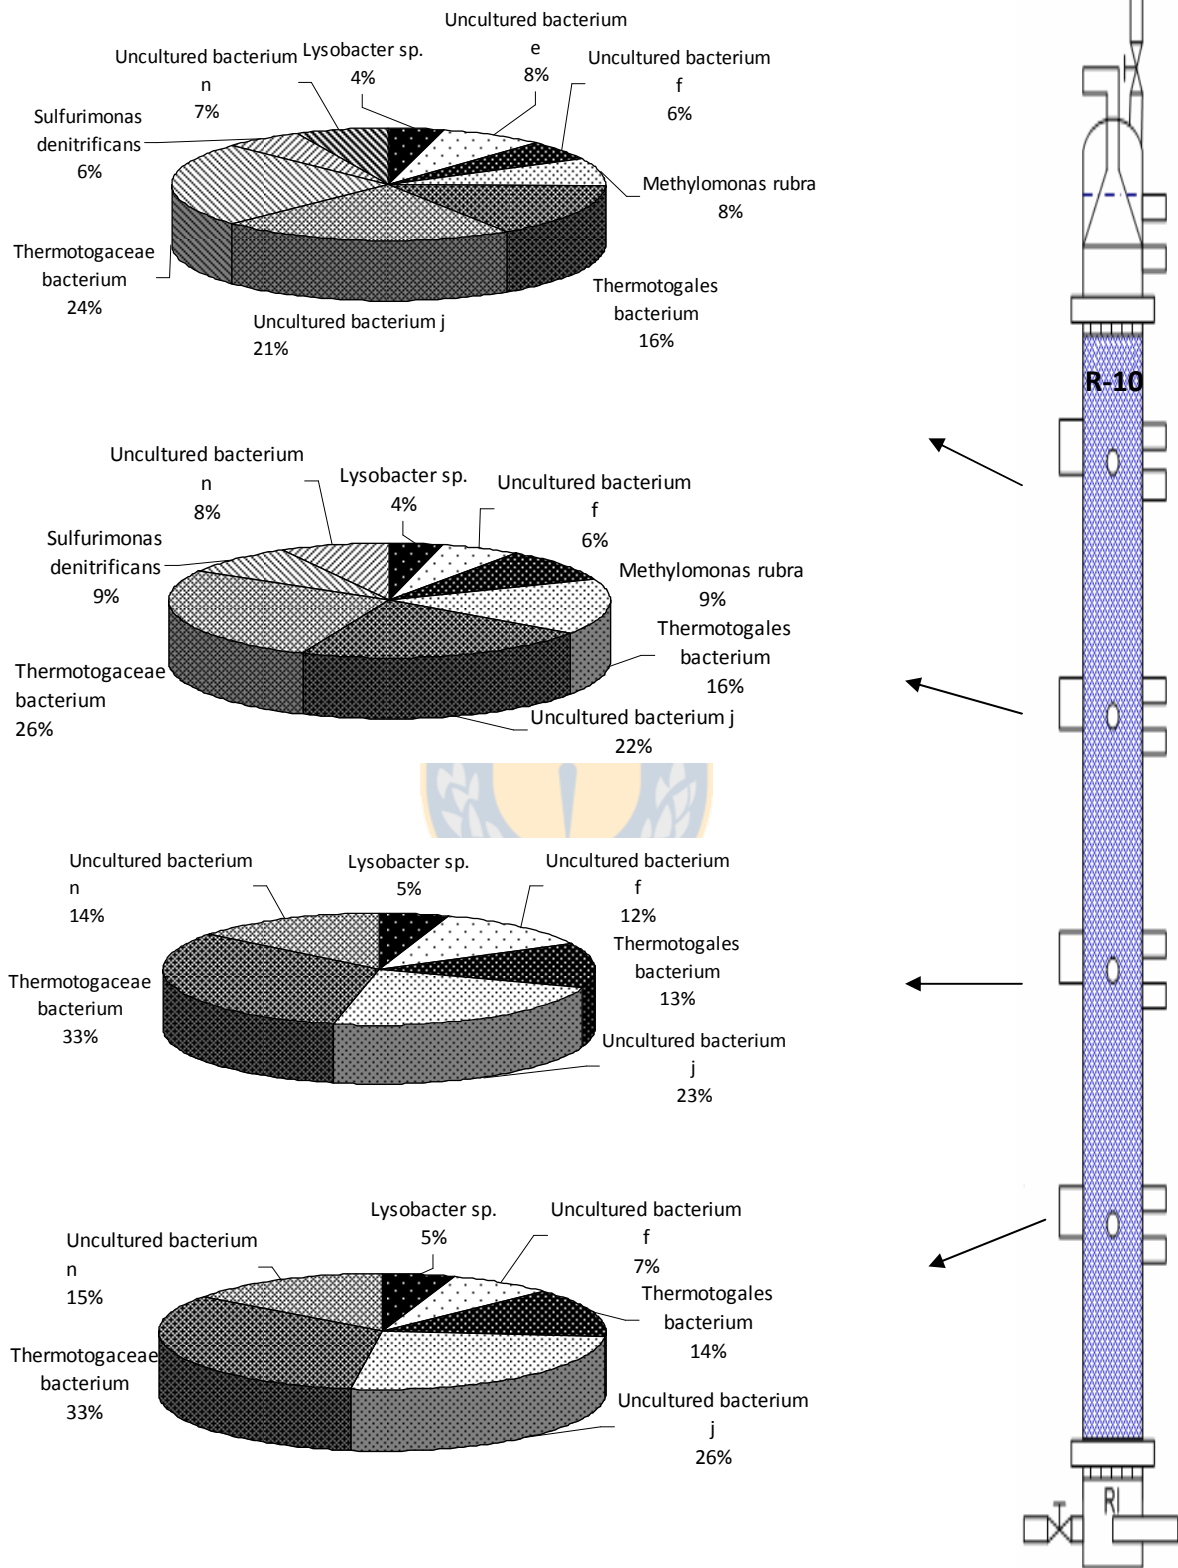 Uncultured bacterium
e
8%
Lysobacter sp.
4%
Uncultured bacterium
n
7%
Uncultured bacterium
f
6%
Sulfurimonas
denitrificans
6%
Methylomonas rubra
8%
Thermotogaceae
bacterium
24%
Thermotogales
bacterium
16%
Uncultured bacterium j
21%
R-10
Uncultured bacterium
n
8%
Lysobacter sp.
4%
Uncultured bacterium
f
6%
Sulfurimonas
denitrificans
9%
Methylomonas rubra
9%
Thermotogales
bacterium
16%
Thermotogaceae
bacterium
26%
Uncultured bacterium j
22%
Uncultured bacterium
n
14%
Lysobacter sp.
5%
Uncultured bacterium
f
12%
Thermotogales
bacterium
13%
Thermotogaceae
bacterium
33%
Uncultured bacterium
j
23%
Lysobacter sp.
5%
Uncultured bacterium
f
7%
Uncultured bacterium
n
15%
Thermotogales
bacterium
14%
Thermotogaceae
bacterium
33%
Uncultured bacterium
j
26%
RI